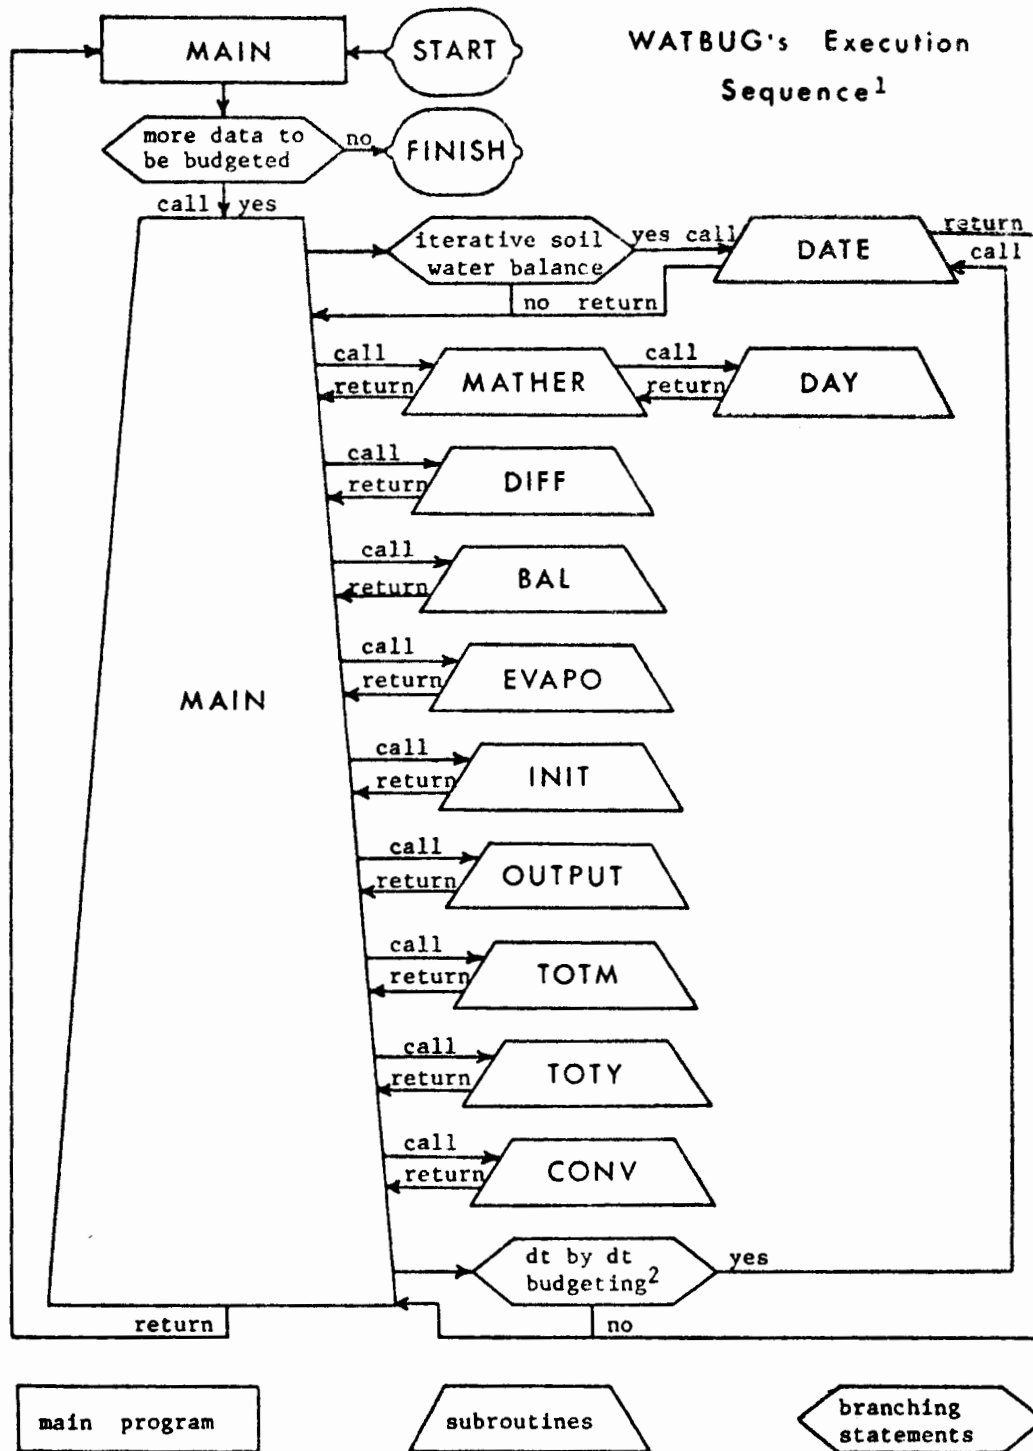 WATBUG's Execution
Sequence1
MAIN
START
more data to
be budgeted
no
FINISH
call yes
iterative soil
water balance
yes call
DATE
return
call
no return
call
return
MATHER
call
return
DAY
call
return
DIFF
call
return
BAL
MAIN
call
return
EVAPO
call
return
INIT
call
return
OUTPUT
call
return
TOTM
call
return
TOTY
call
return
CONV
dt by dt
budgeting2
yes
no
return
main program
subroutines
branching
statements